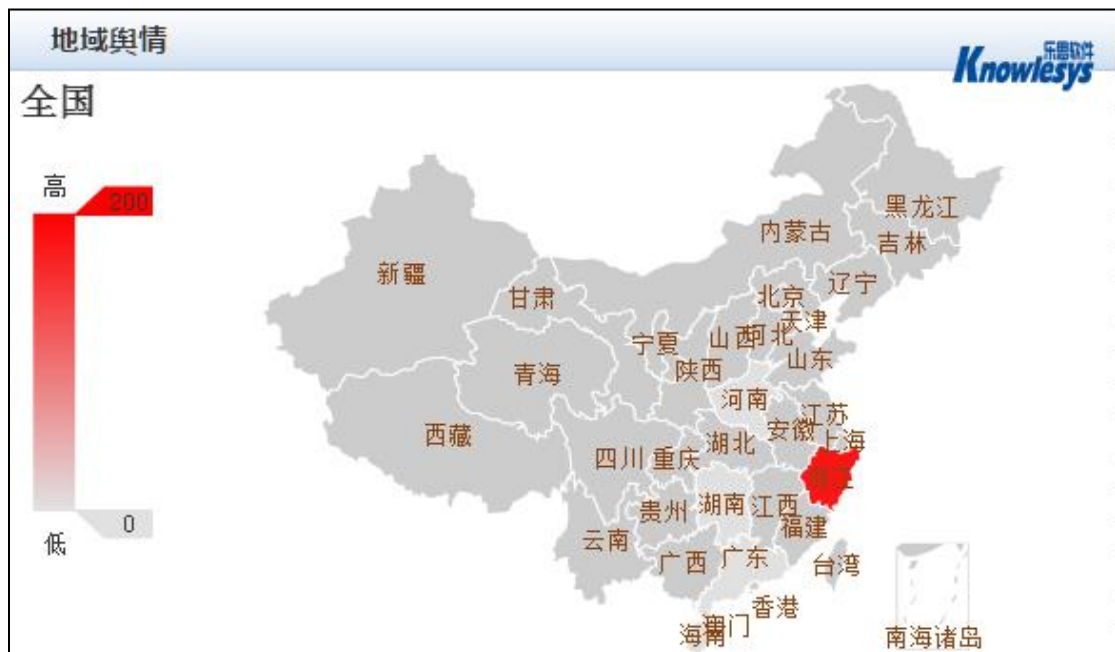 地域舆情
乐思软件
Knowlesys
全国
高
200
0
低
黑龙江
内蒙古
吉林
新疆
辽宁
甘肃
北京
天津
宁夏
山西
河北
山东
陕西
青海
河南
江苏
安徽
西藏
湖北
上海
四川
重庆
浙江
湖南
江西
贵州
福建
云南
广西
广东
台湾
香港
澳门
海南
南海诸岛